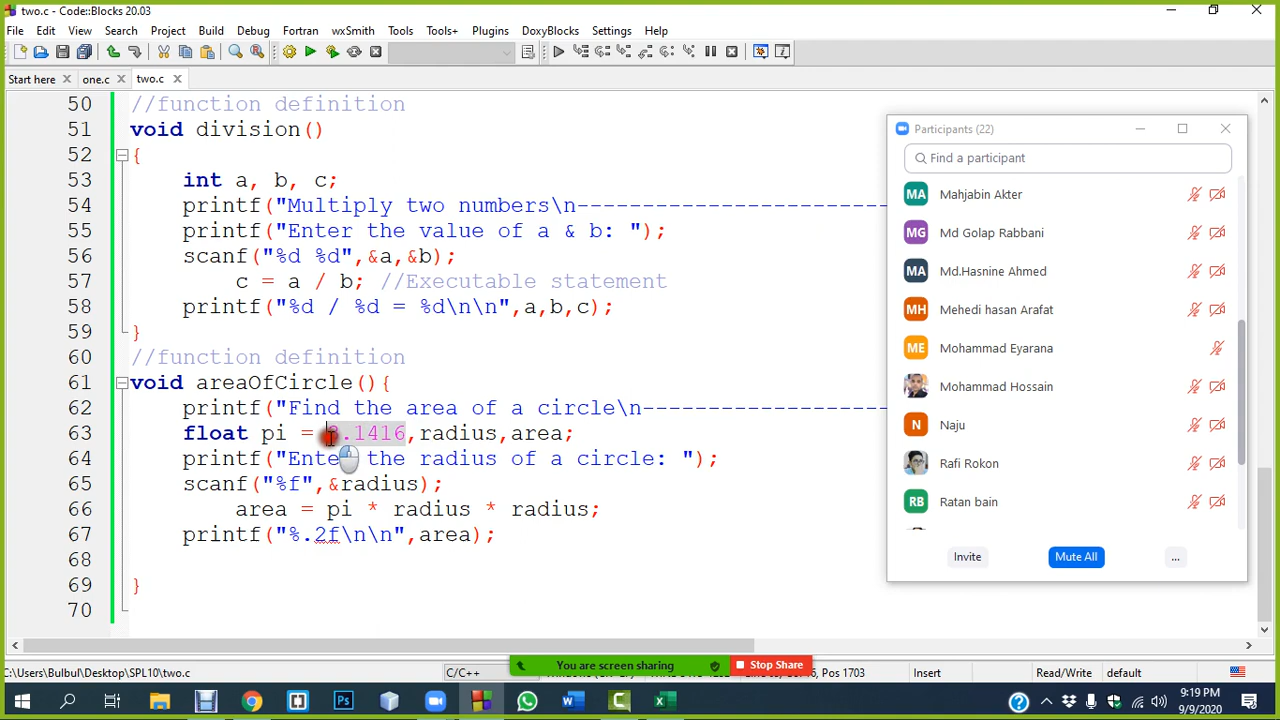 two.c - Code::Blocks 20.03
File Edit View Search Project Build Debug Fortran wxSmith Tools Tools+ Plugins DoxyBlocks Settings Help
Start here one.c two.c
50 //function definition
51 void division()
52 {
53 int a, b, c;
54 printf("Multiply two numbers\n-----------------------
55 printf("Enter the value of a & b: ");
56 scanf("%d %d",&a,&b);
57 c = a / b; //Executable statement
58 printf("%d / %d = %d\n\n",a,b,c);
59 }
60 //function definition
61 void areaOfCircle(){
62 printf("Find the area of a circle\n------------------
63 float pi = 3.1416,radius,area;
64 printf("Enter the radius of a circle: ");
65 scanf("%f",&radius);
66 area = pi * radius * radius;
67 printf("%.2f\n\n",area);
68
69 }
70
Participants (22)
Find a participant
MA Mahjabin Akter
MG Md Golap Rabbani
MA Md.Hasnine Ahmed
MH Mehedi hasan Arafat
ME Mohammad Eyarana
Mohammad Hossain
N Naju
Rafi Rokon
RB Ratan bain
Invite Mute All ...
You are screen sharing Stop Share
C:\Users\Bulbul\Desktop\SPL10\two.c C/C++ Pos 1703 Insert Read/Write default
Ps
9:19 PM
9/9/2020